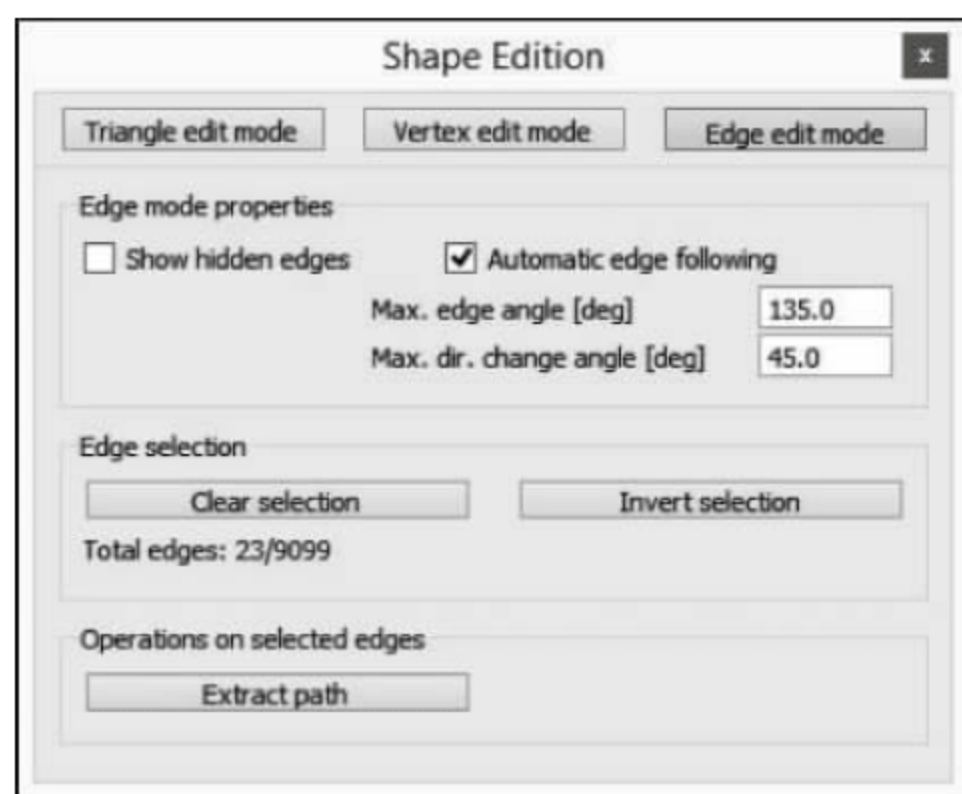 Shape Edition
x
Triangle edit mode Vertex edit mode Edge edit mode
Edge mode properties
Show hidden edges Automatic edge following
Max. edge angle [deg] 135.0
Max. dir. change angle [deg] 45.0
Edge selection
Clear selection Invert selection
Total edges: 23/9099
Operations on selected edges
Extract path